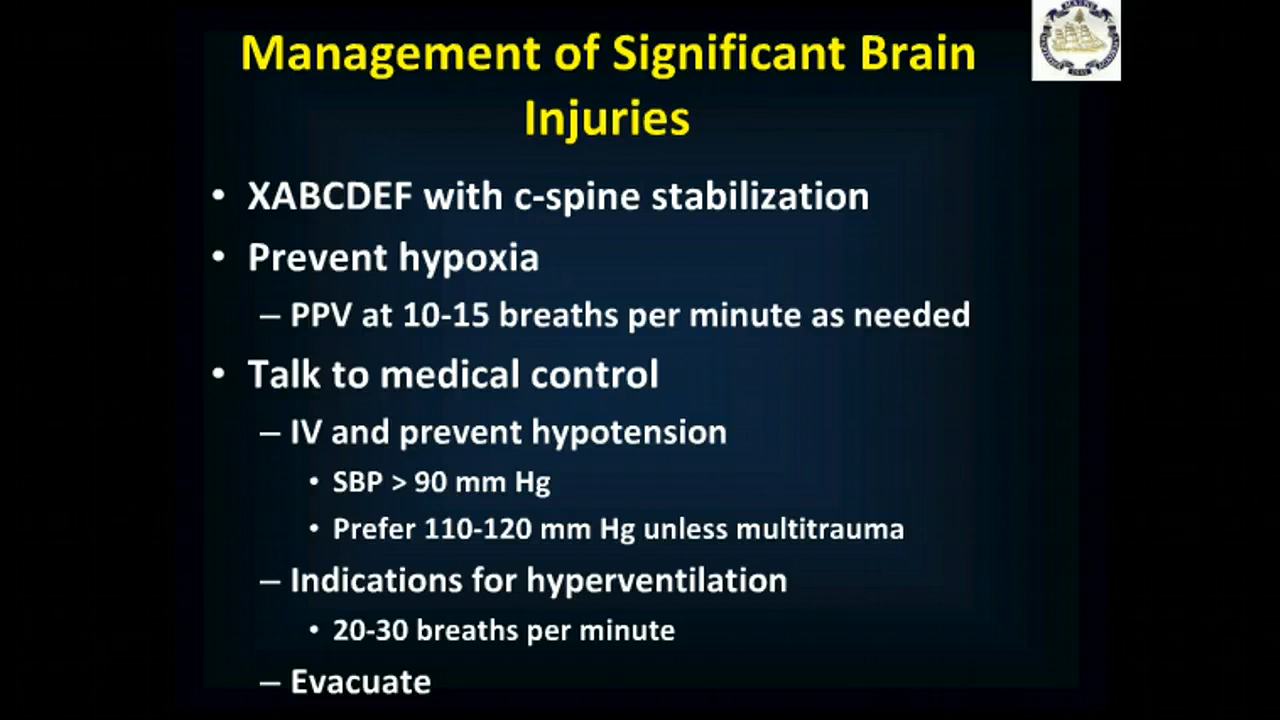 Management of Significant Brain
Injuries
• XABCDEF with c-spine stabilization
• Prevent hypoxia
– PPV at 10-15 breaths per minute as needed
• Talk to medical control
– IV and prevent hypotension
• SBP > 90 mm Hg
• Prefer 110-120 mm Hg unless multitrauma
– Indications for hyperventilation
• 20-30 breaths per minute
– Evacuate